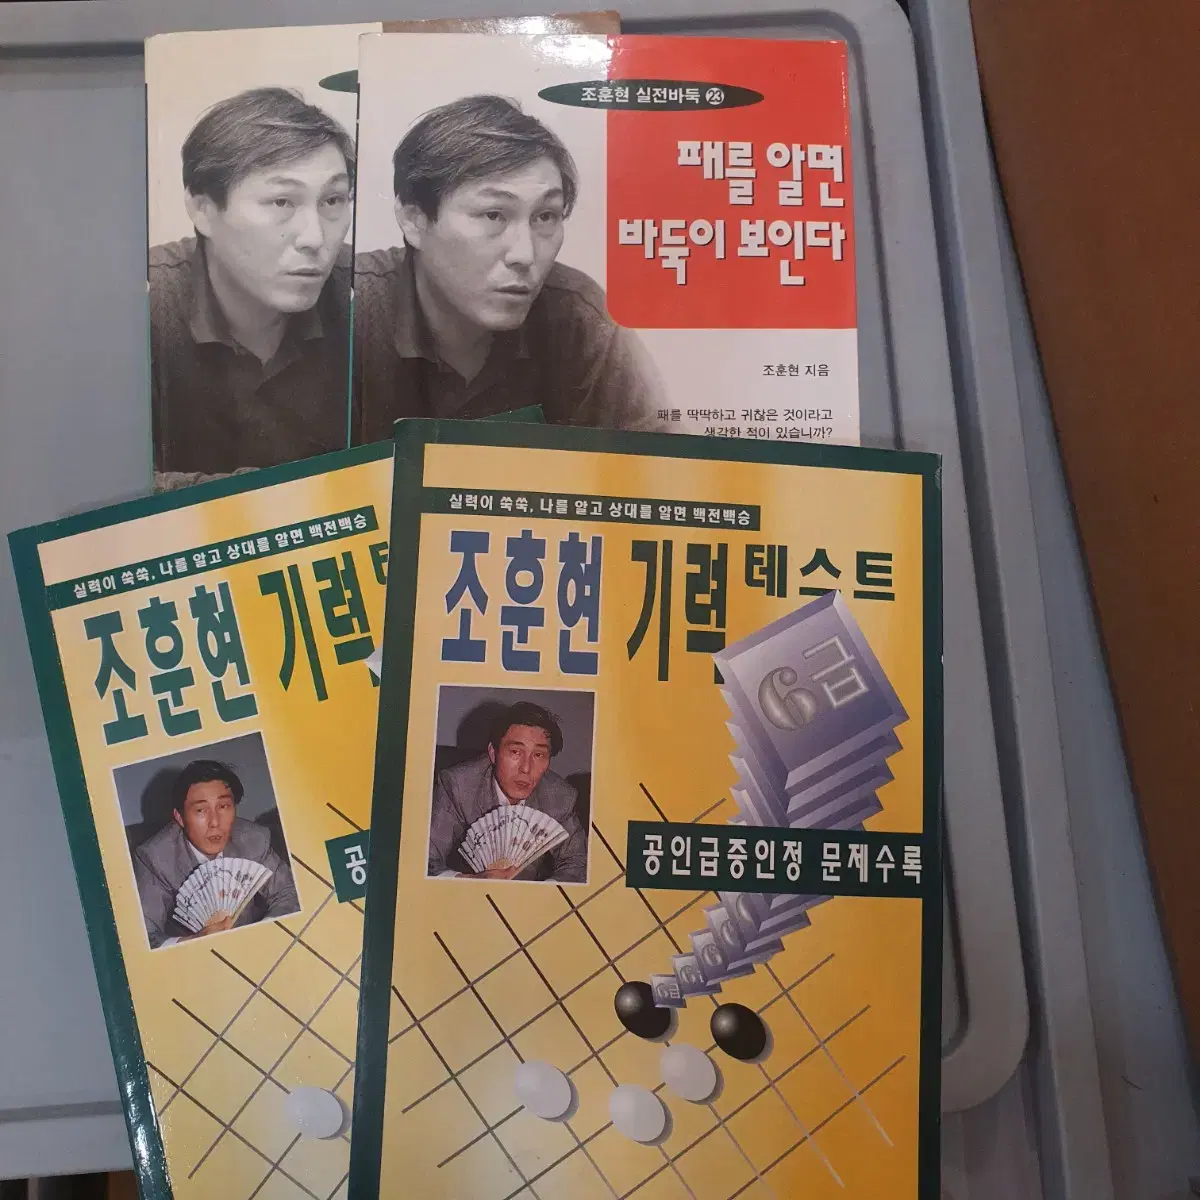 조훈현 실전바둑 23
패를 알면
바둑이 보인다
조훈현 지음
패를 딱딱하고 귀찮은 것이라고
생각한 적이 있습니까?
실력이 쑥쑥, 나를 알고 상대를 알면 백전백승
조훈현 기력
공
실력이 쑥쑥, 나를 알고 상대를 알면 백전백승
조훈현 기력 테스트
6급
공인급증인정 문제수록
6급